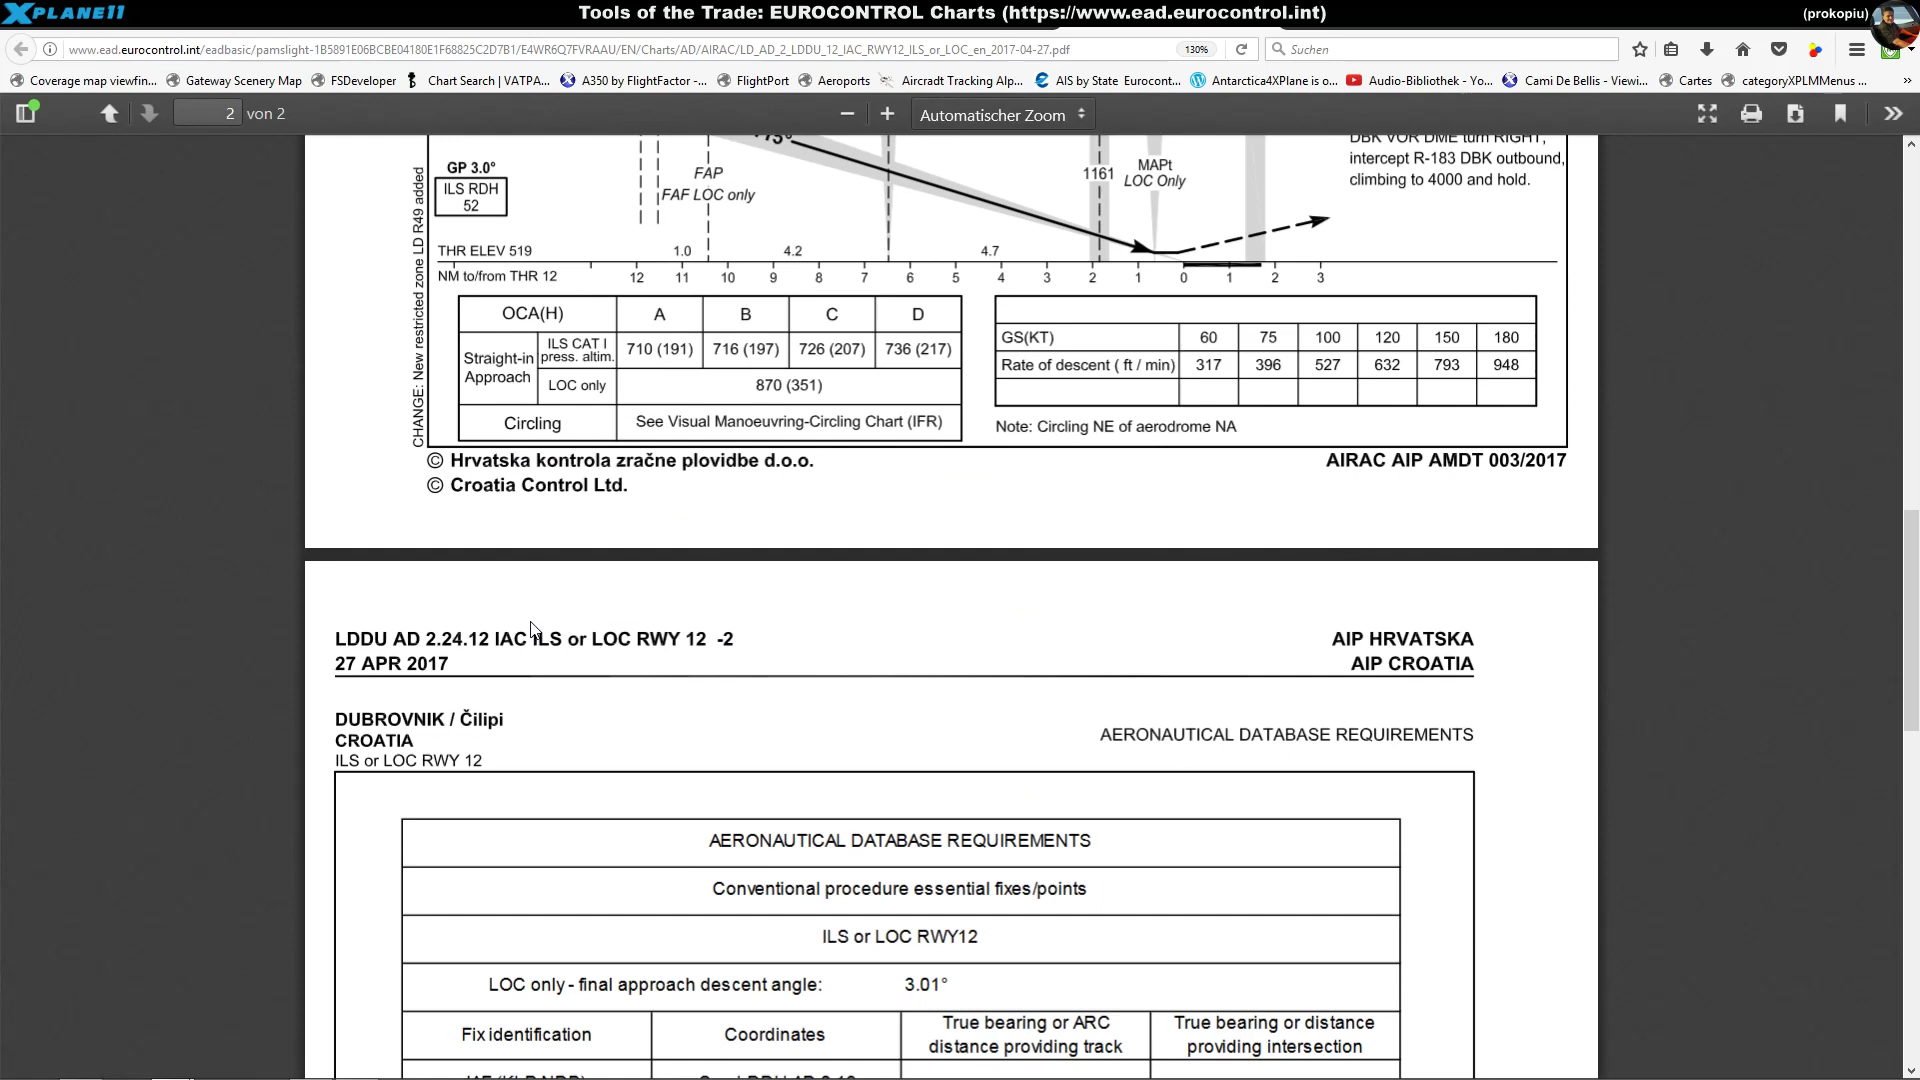 XPLANE11
Tools of the Trade: EUROCONTROL Charts (https://www.ead.eurocontrol.int)
(prokopiu)
www.ead.eurocontrol.int/eadbasic/pamslight-1B5891E06BCBE04180E1F68825C2D7B1/E4WR6Q7FVRAAU/EN/Charts/AD/AIRAC/LD_AD_2_LDDU_12_IAC_RWY12_ILS_or_LOC_en_2017-04-27.pdf
130%
Suchen
Coverage map viewfin...
Gateway Scenery Map
FSDeveloper
Chart Search | VATPA...
A350 by FlightFactor -...
FlightPort
Aeroports
Aircradt Tracking Alp...
AIS by State Eurocont...
Antarctica4XPlane is o...
Audio-Bibliothek - Yo...
Cami De Bellis - Viewi...
Cartes
categoryXPLMMenus ...
2 von 2
Automatischer Zoom
DBK VOR DME turn RIGHT,
intercept R-183 DBK outbound,
climbing to 4000 and hold.
GP 3.0°
ILS RDH
52
FAP
FAF LOC only
1161
MAPt
LOC Only
CHANGE: New restricted zone LD R49 added
THR ELEV 519
1.0 4.2 4.7
NM to/from THR 12
12 11 10 9 8 7 6 5 4 3 2 1 0 1 2 3
OCA(H) A B C D
Straight-in
Approach
ILS CAT I
press. altim.
710 (191) 716 (197) 726 (207) 736 (217)
LOC only 870 (351)
Circling See Visual Manoeuvring-Circling Chart (IFR)
GS(KT) 60 75 100 120 150 180
Rate of descent ( ft / min) 317 396 527 632 793 948
Note: Circling NE of aerodrome NA
© Hrvatska kontrola zračne plovidbe d.o.o.
AIRAC AIP AMDT 003/2017
© Croatia Control Ltd.
LDDU AD 2.24.12 IAC ILS or LOC RWY 12 -2
AIP HRVATSKA
27 APR 2017
AIP CROATIA
DUBROVNIK / Čilipi
CROATIA
ILS or LOC RWY 12
AERONAUTICAL DATABASE REQUIREMENTS
AERONAUTICAL DATABASE REQUIREMENTS
Conventional procedure essential fixes/points
ILS or LOC RWY12
LOC only - final approach descent angle: 3.01°
Fix identification
Coordinates
True bearing or ARC
distance providing track
True bearing or distance
providing intersection